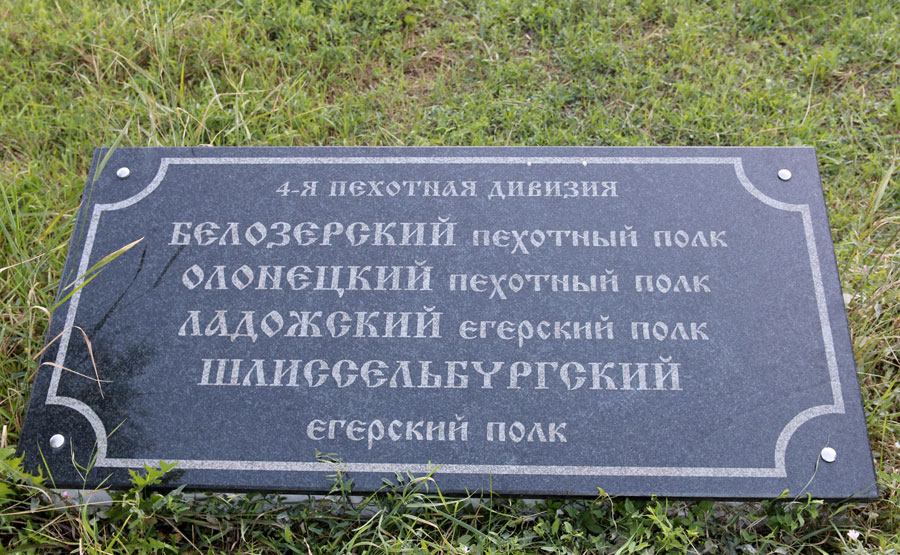 4-я пехотная дивизия
БЕЛОЗЕРСКИЙ пехотный полк
ОЛОНЕЦКИЙ пехотный полк
ЛАДОЖСКИЙ егерский полк
ШЛИССЕЛЬБУРГСКИЙ
егерский полк